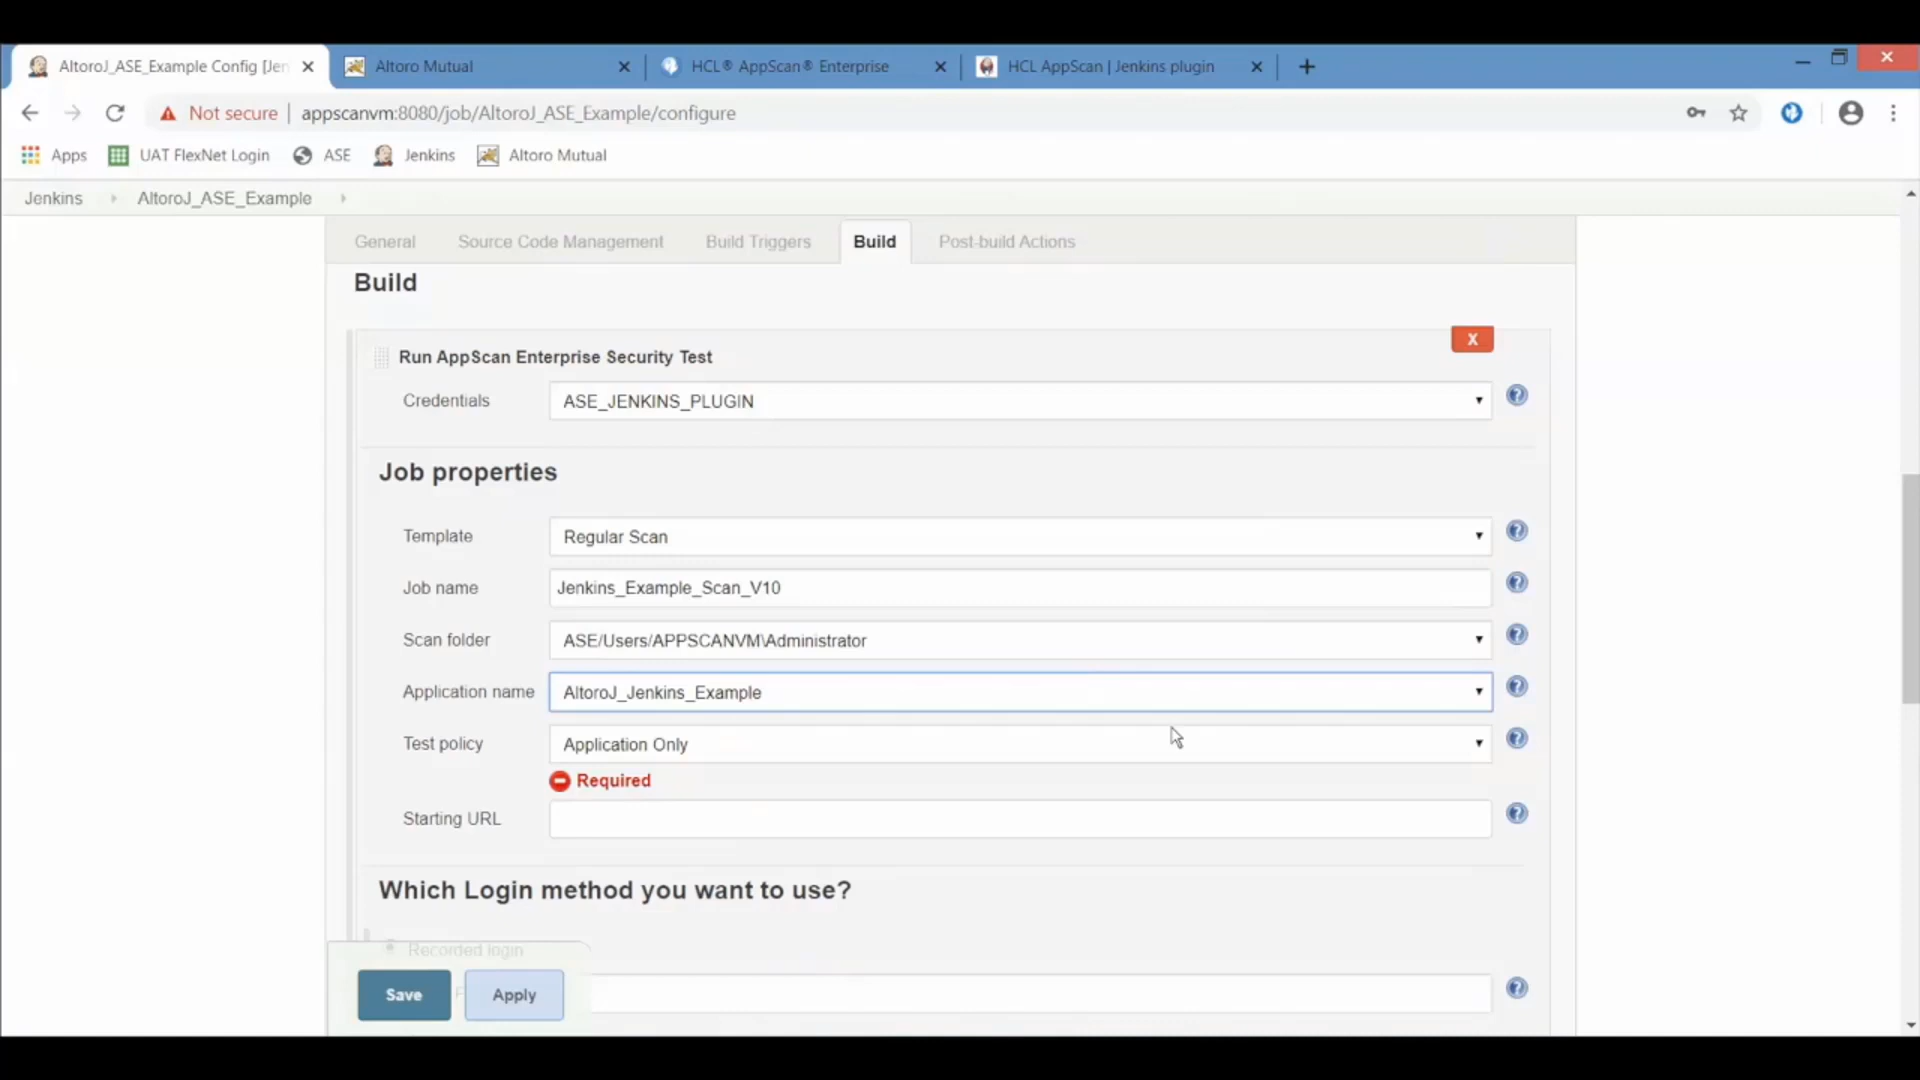 AltoroJ_ASE_Example Config [Jen
Altoro Mutual
HCL® AppScan® Enterprise
HCL AppScan | Jenkins plugin
Not secure | appscanvm:8080/job/AltoroJ_ASE_Example/configure
Apps
UAT FlexNet Login
ASE
Jenkins
Altoro Mutual
Jenkins
AltoroJ_ASE_Example
General
Source Code Management
Build Triggers
Build
Post-build Actions
Build
X
Run AppScan Enterprise Security Test
Credentials
ASE_JENKINS_PLUGIN
Job properties
Template
Regular Scan
Job name
Jenkins_Example_Scan_V10
Scan folder
ASE/Users/APPSCANVM\Administrator
Application name
AltoroJ_Jenkins_Example
Test policy
Application Only
Required
Starting URL
Which Login method you want to use?
Recorded login
Save
Apply